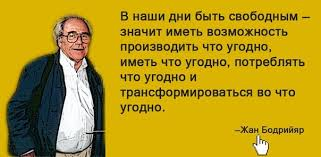 В наши дни быть свободным –
значит иметь возможность
производить что угодно,
иметь что угодно, потреблять
что угодно и
трансформироваться во что
угодно.
–Жан Бодрийяр